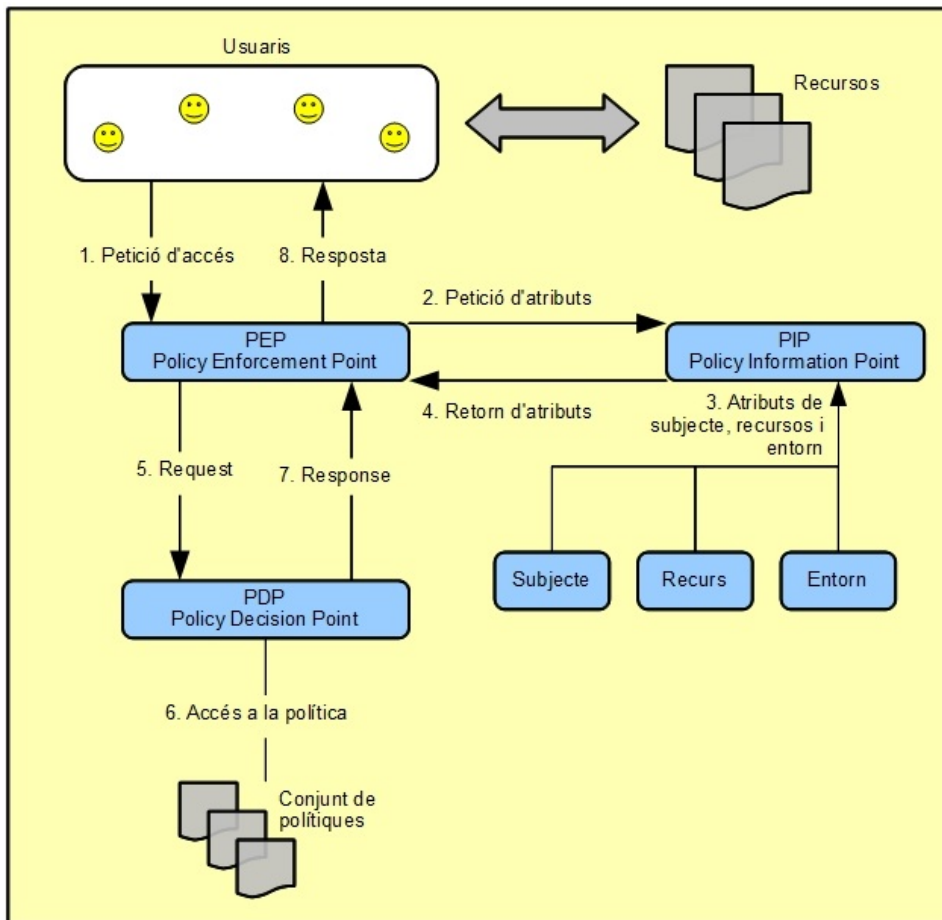 Usuaris
Recursos
1. Petició d'accés
8. Resposta
2. Petició d'atributs
PEP
Policy Enforcement Point
PIP
Policy Information Point
4. Retorn d'atributs
3. Atributs de
subjecte, recursos i
entorn
5. Request
7. Response
Subjecte
Recurs
Entorn
PDP
Policy Decision Point
6. Accés a la política
Conjunt de
polítiques